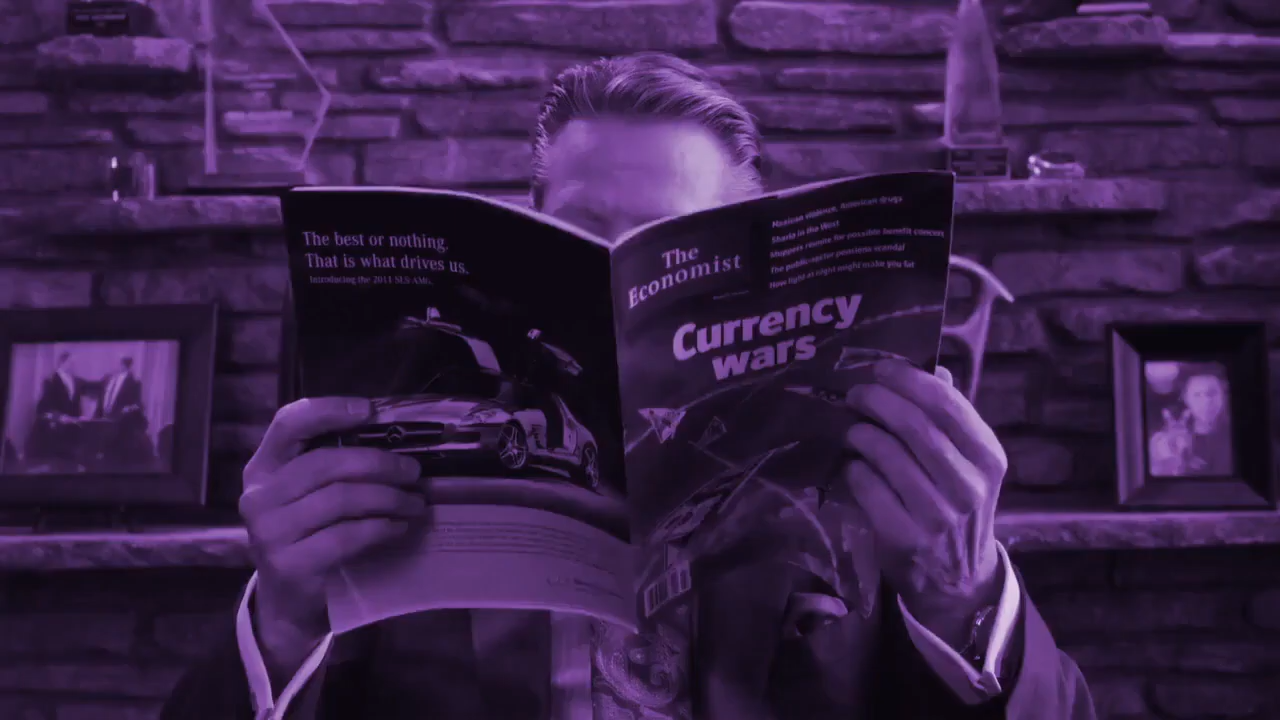 The best or nothing.
That is what drives us.
Introducing the 2011 SLS AMG.
The
Economist
Mexican violence, American drugs
Sharia in the West
Muppets reunite for possible benefit concert
The public-sector pensions scandal
How light at night might make you fat
Currency
wars